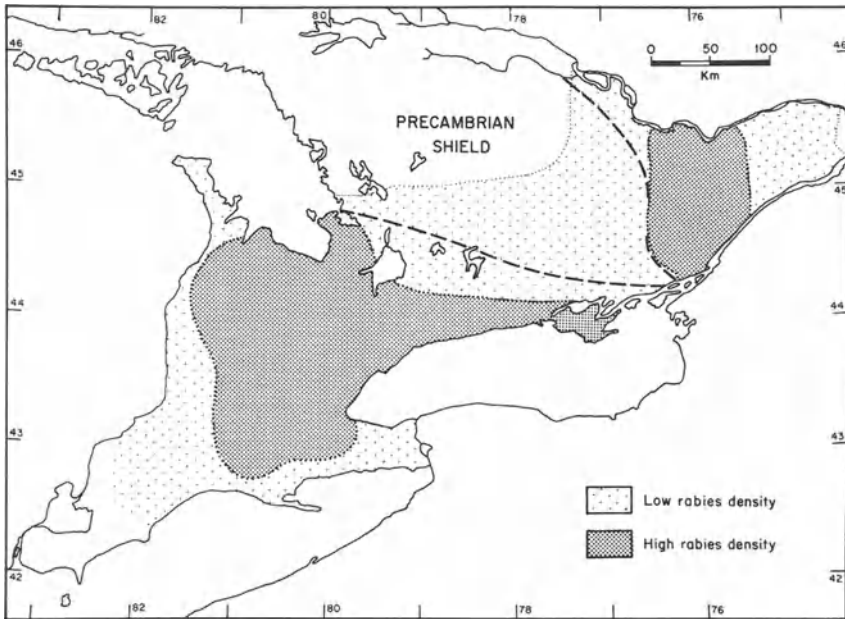 82 80 78 76
46 46
0 50 100
Km
PRECAMBRIAN
SHIELD
45 45
44 44
43 43
Low rabies density
High rabies density
42 42
82 80 78 76